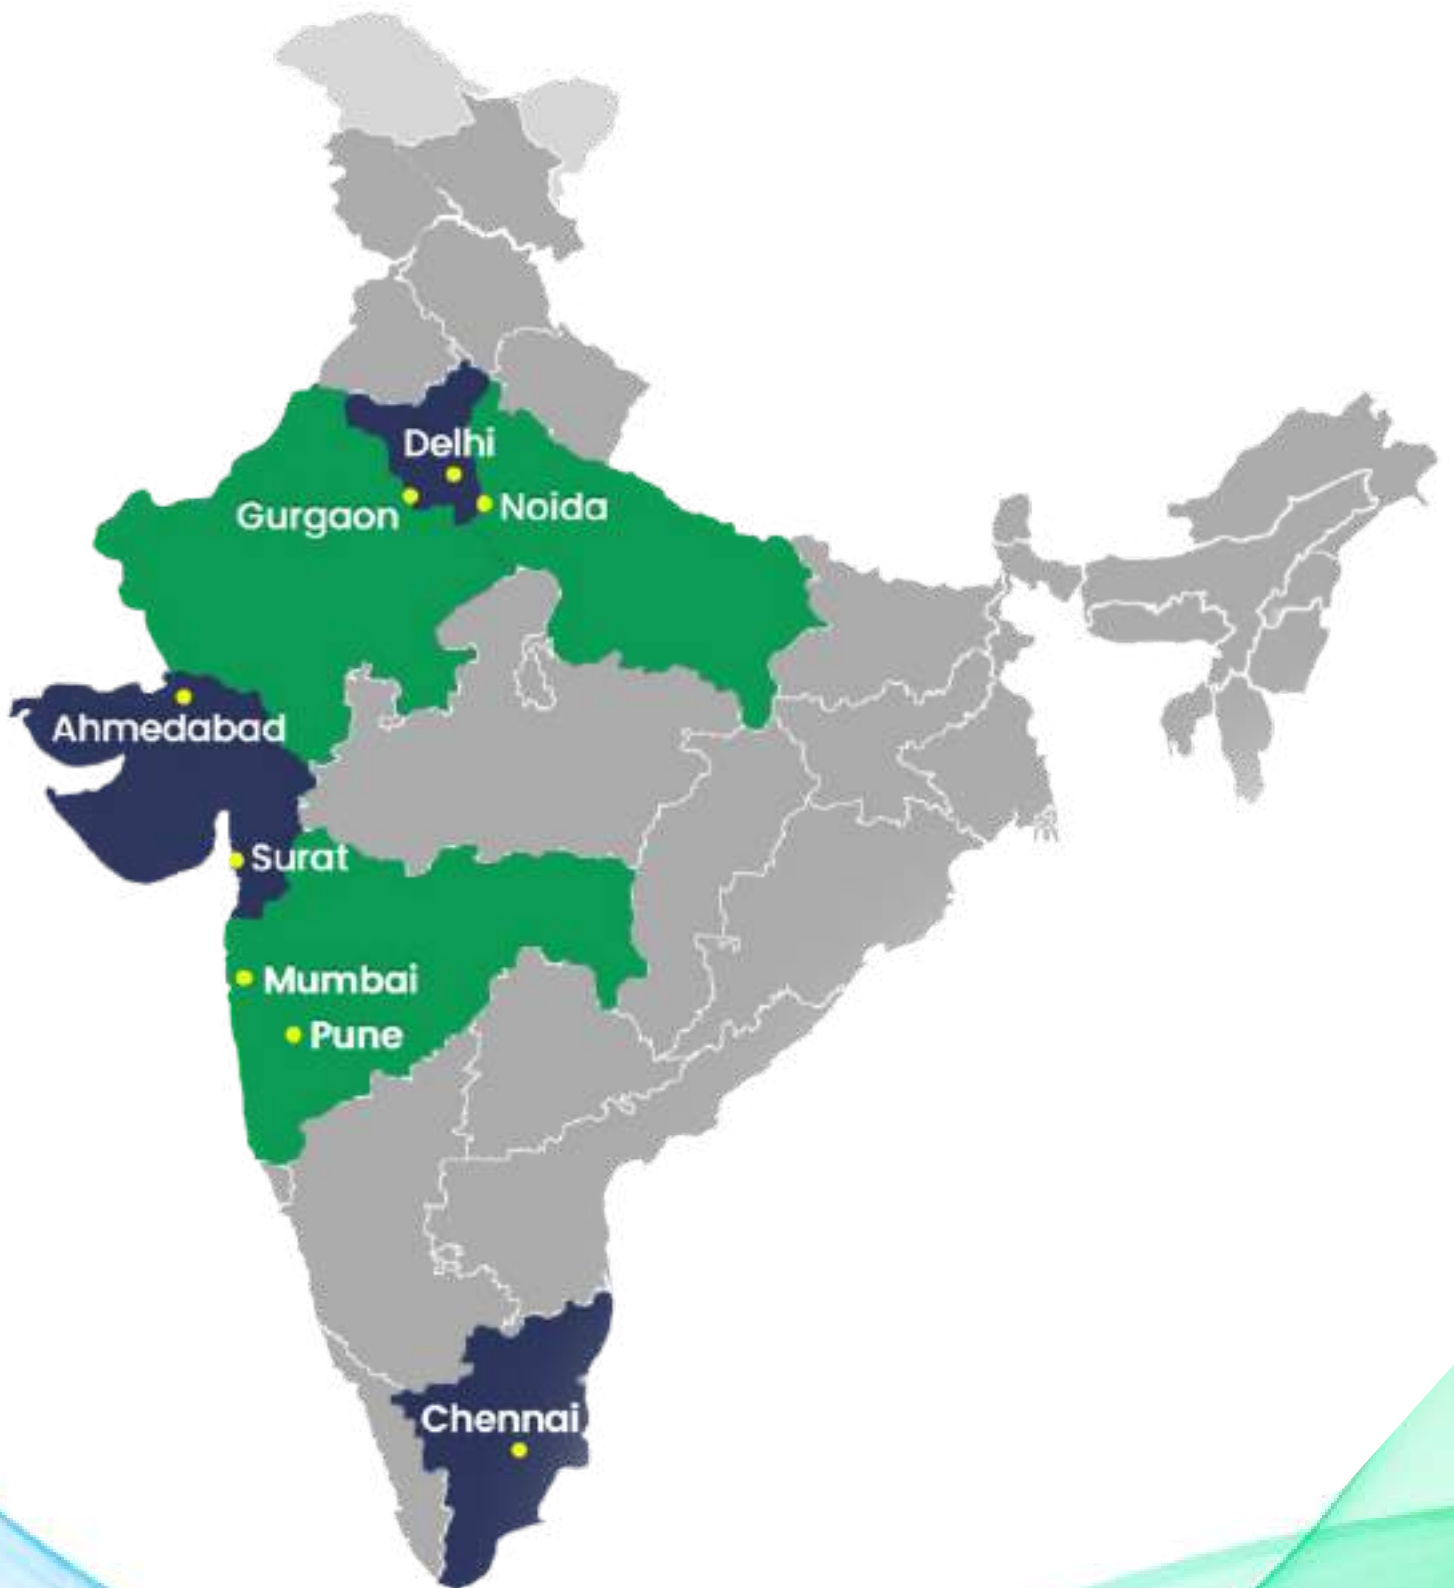 Delhi
Gurgaon
Noida
Ahmedabad
Surat
Mumbai
Pune
Chennai